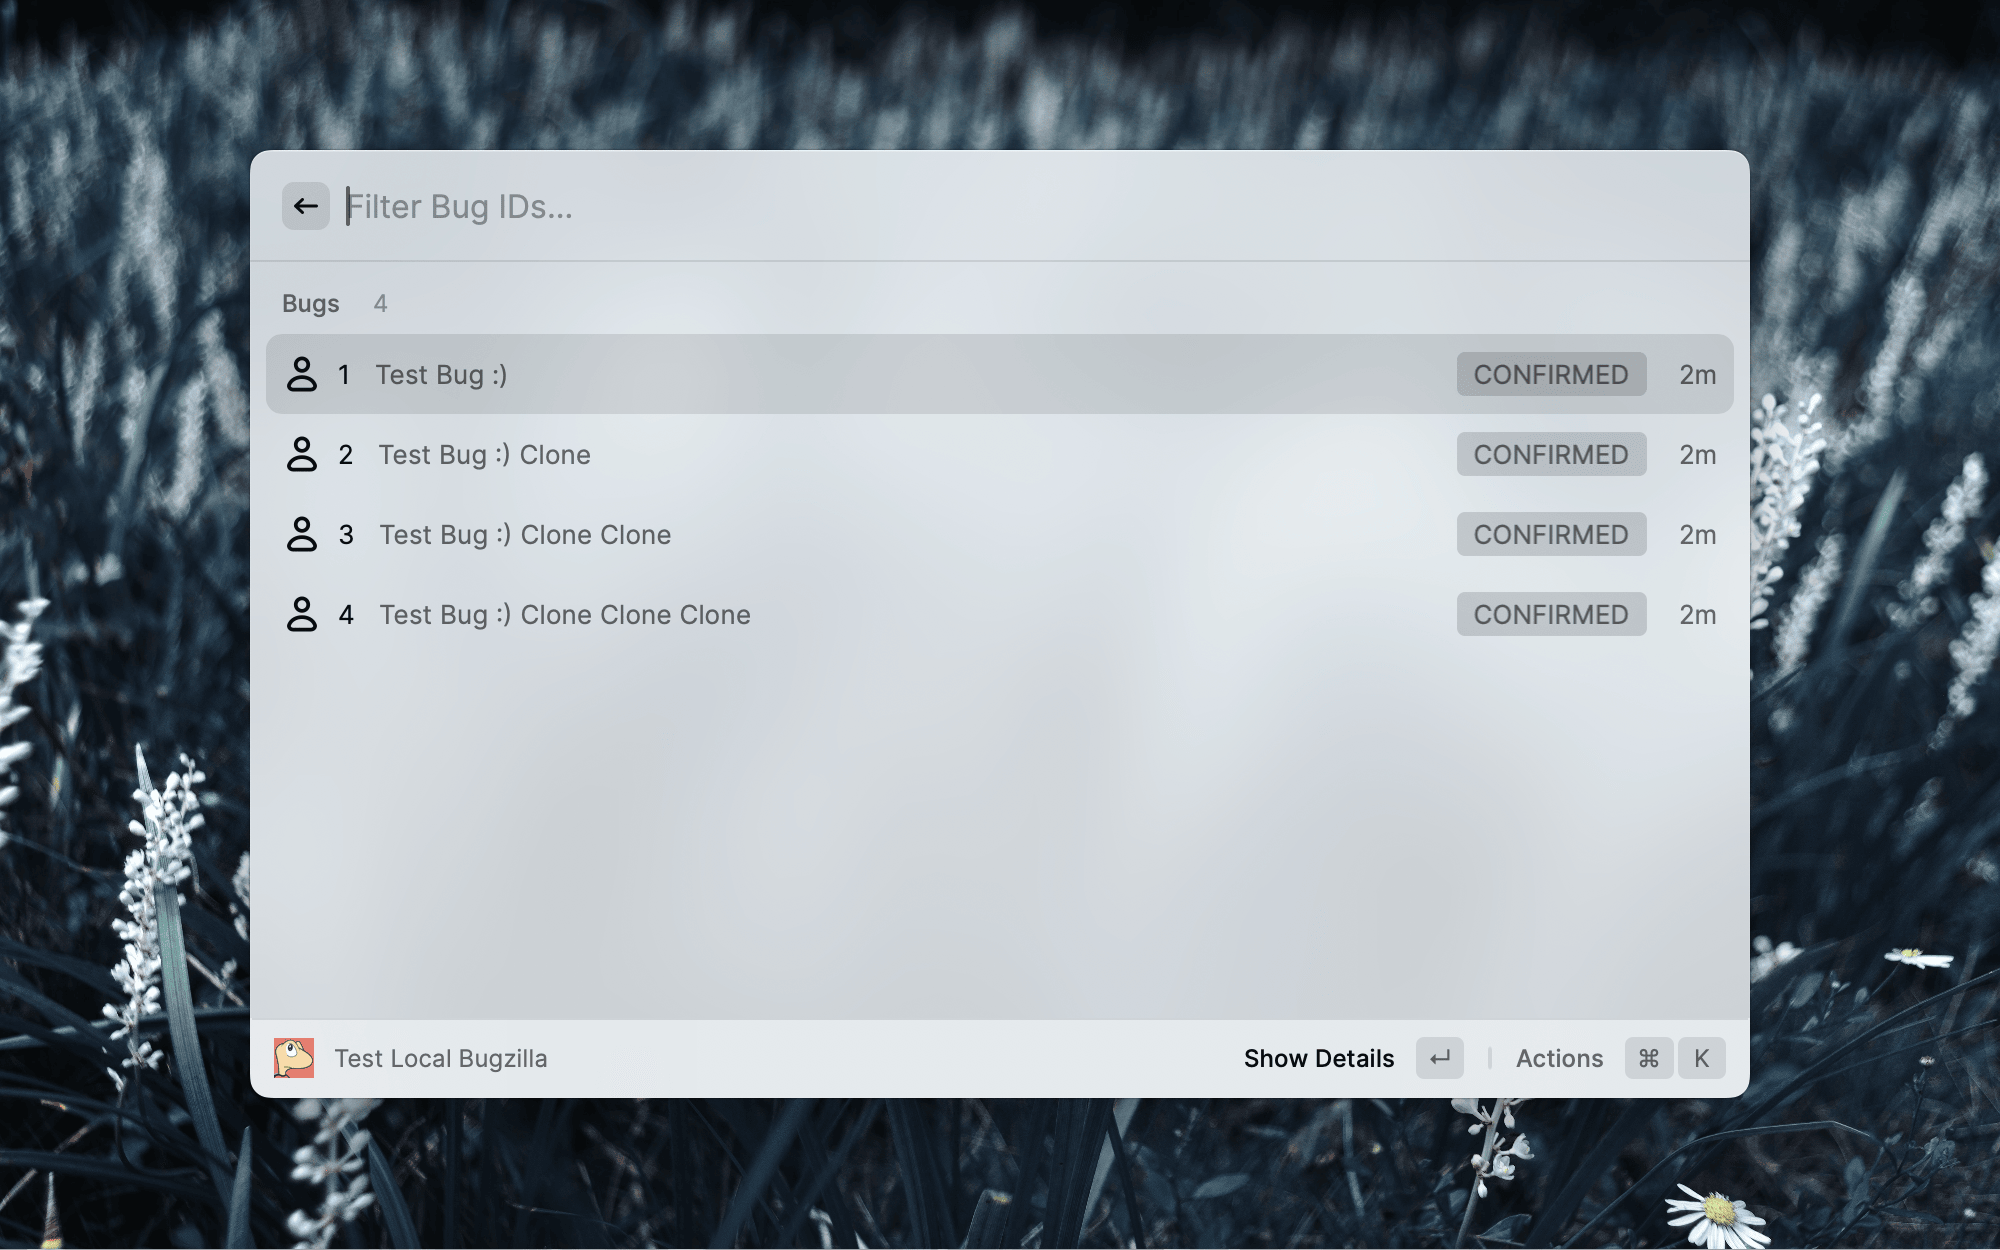 Filter Bug IDs...
Bugs 4
1 Test Bug :) CONFIRMED 2m
2 Test Bug :) Clone CONFIRMED 2m
3 Test Bug :) Clone Clone CONFIRMED 2m
4 Test Bug :) Clone Clone Clone CONFIRMED 2m
Test Local Bugzilla Show Details ↵ Actions ⌘ K